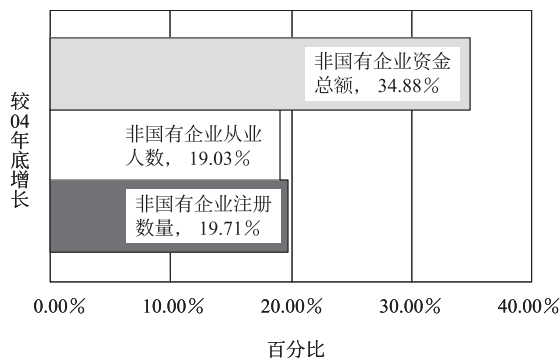 非国有企业资金
总额，34.88%
较04年底增长
非国有企业从业
人数，19.03%
非国有企业注册
数量，19.71%
0.00%
10.00%
20.00%
30.00%
40.00%
百分比